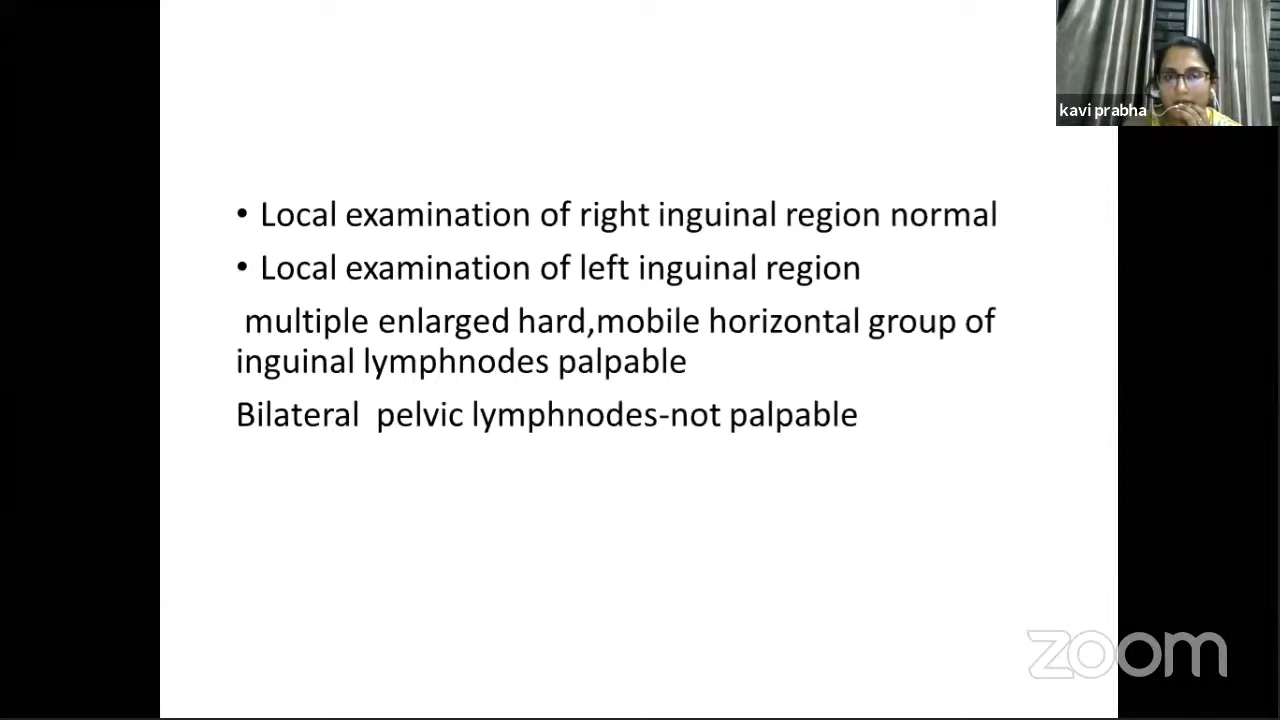 kavi prabha
• Local examination of right inguinal region normal
• Local examination of left inguinal region
multiple enlarged hard,mobile horizontal group of
inguinal lymphnodes palpable
Bilateral  pelvic lymphnodes-not palpable
zoom